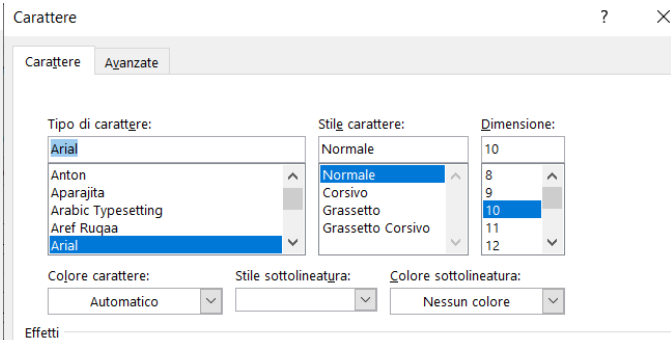 Carattere ? ×
Carattere Avanzate
Tipo di carattere: Stile carattere: Dimensione:
Arial Normale 10
Anton Normale 8
Aparajita Corsivo 9
Arabic Typesetting Grassetto 10
Aref Ruqaa Grassetto Corsivo 11
Arial 12
Colore carattere: Stile sottolineatura: Colore sottolineatura:
Automatico Nessun colore
Effetti